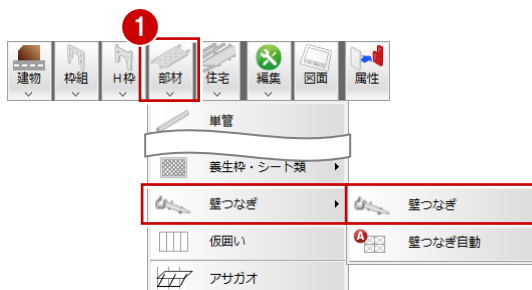 1
建物 枠組 H枠 部材 住宅 編集 図面 属性
単管
養生枠・シート類
壁つなぎ 壁つなぎ
仮囲い A 壁つなぎ自動
アサガオ